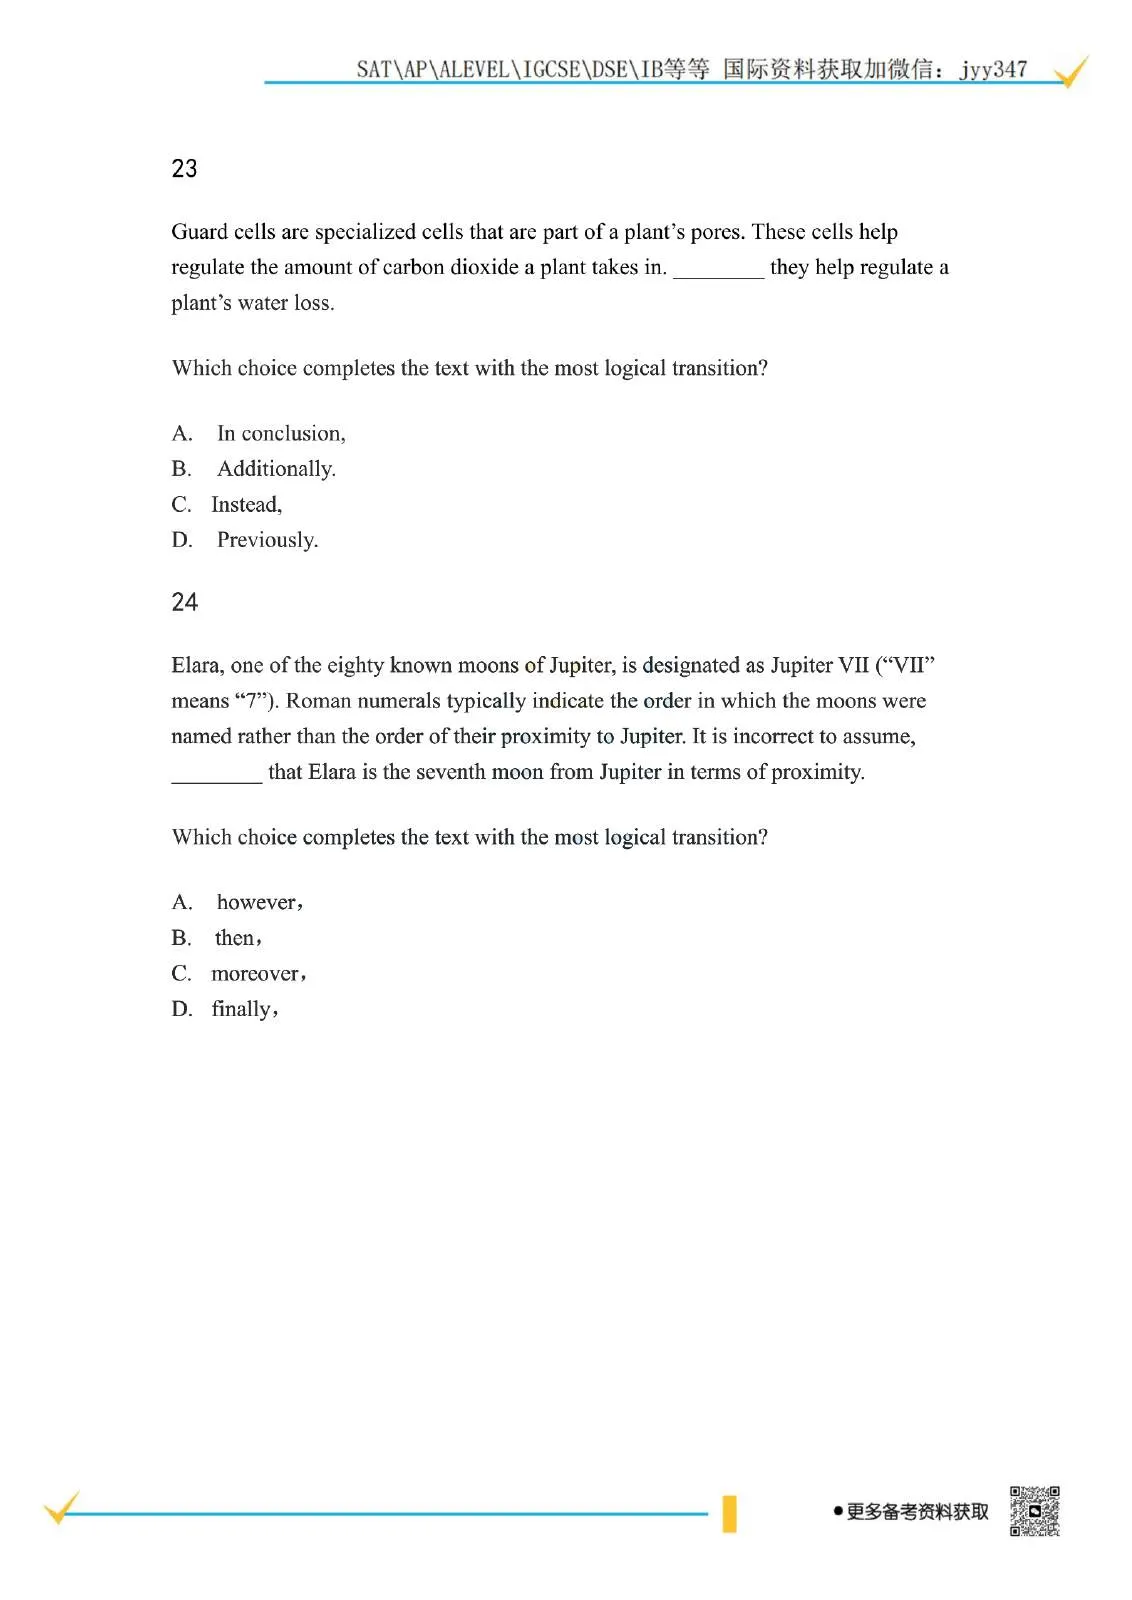 SAT\AP\ALEVEL\IGCSE\DSE\IB等等 国际资料获取加微信：jyy347
23
Guard cells are specialized cells that are part of a plant’s pores. These cells help
regulate the amount of carbon dioxide a plant takes in. ________ they help regulate a
plant’s water loss.
Which choice completes the text with the most logical transition?
A. In conclusion,
B. Additionally.
C. Instead,
D. Previously.
24
Elara, one of the eighty known moons of Jupiter, is designated as Jupiter VII (“VII”
means “7”). Roman numerals typically indicate the order in which the moons were
named rather than the order of their proximity to Jupiter. It is incorrect to assume,
________ that Elara is the seventh moon from Jupiter in terms of proximity.
Which choice completes the text with the most logical transition?
A. however，
B. then，
C. moreover，
D. finally，
●更多备考资料获取